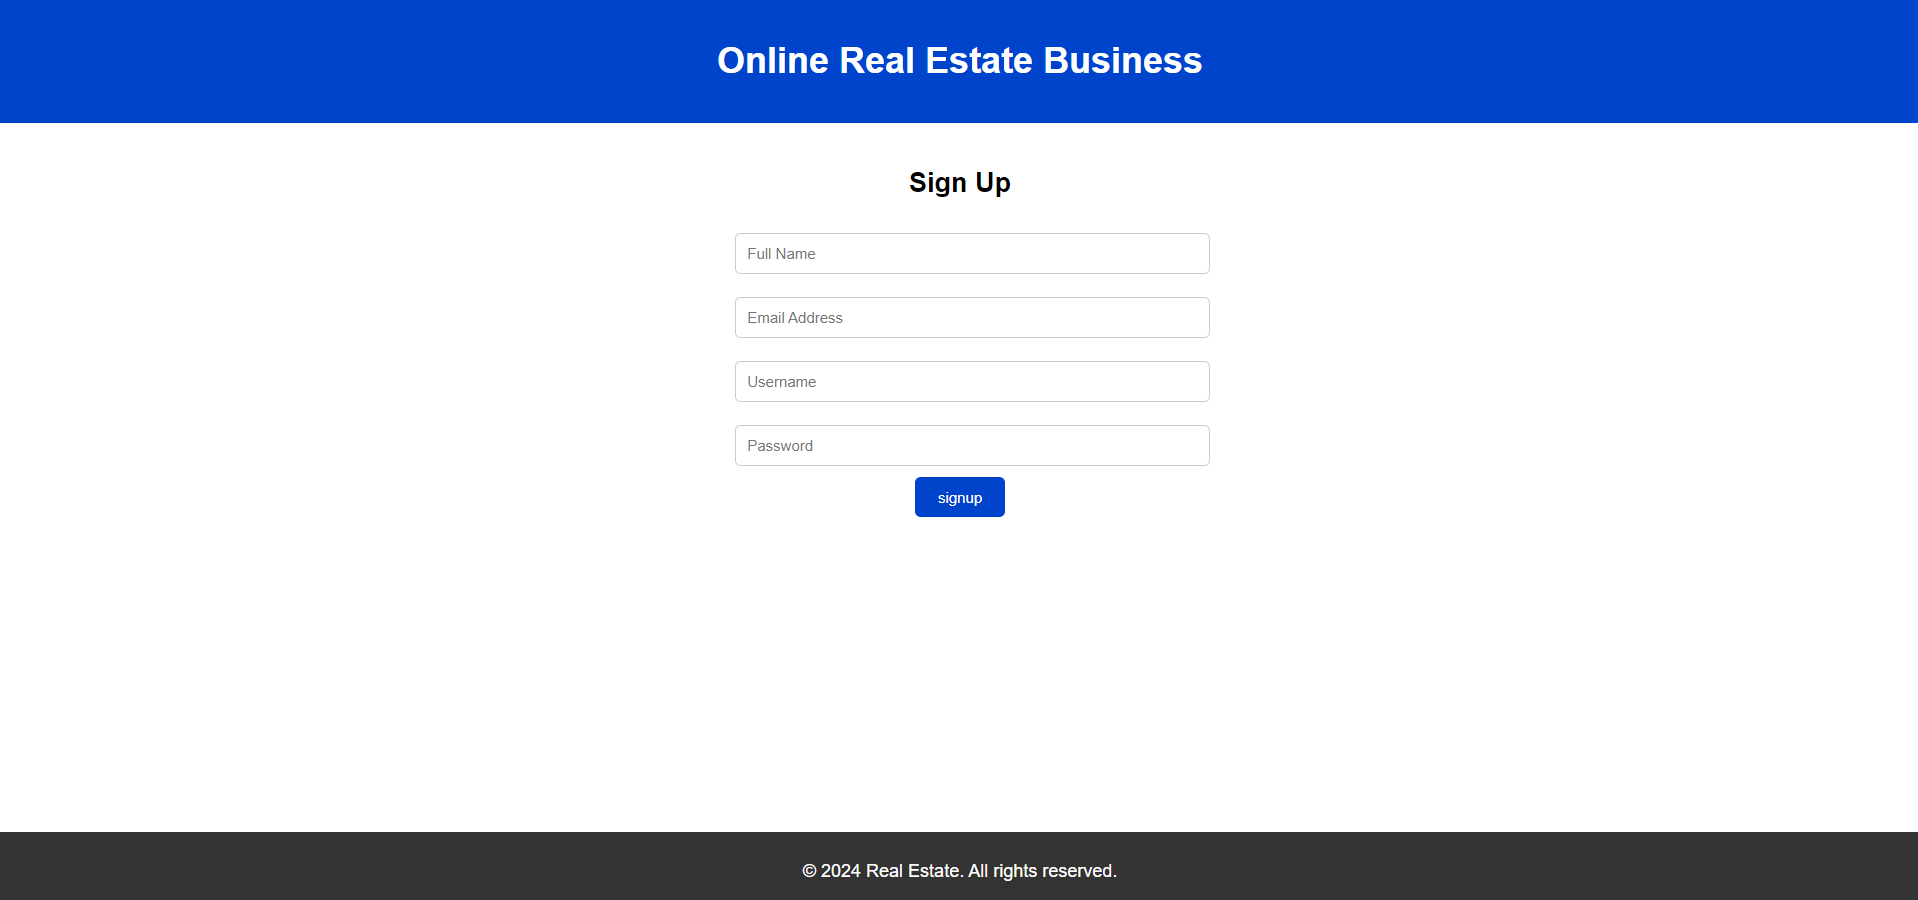 Online Real Estate Business
Sign Up
Full Name
Email Address
Username
Password
signup
© 2024 Real Estate. All rights reserved.